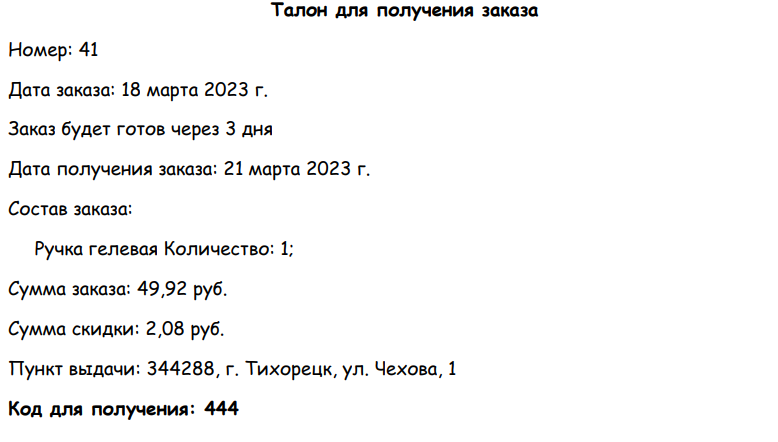 Талон для получения заказа
Номер: 41
Дата заказа: 18 марта 2023 г.
Заказ будет готов через 3 дня
Дата получения заказа: 21 марта 2023 г.
Состав заказа:
Ручка гелевая Количество: 1;
Сумма заказа: 49,92 руб.
Сумма скидки: 2,08 руб.
Пункт выдачи: 344288, г. Тихорецк, ул. Чехова, 1
Код для получения: 444